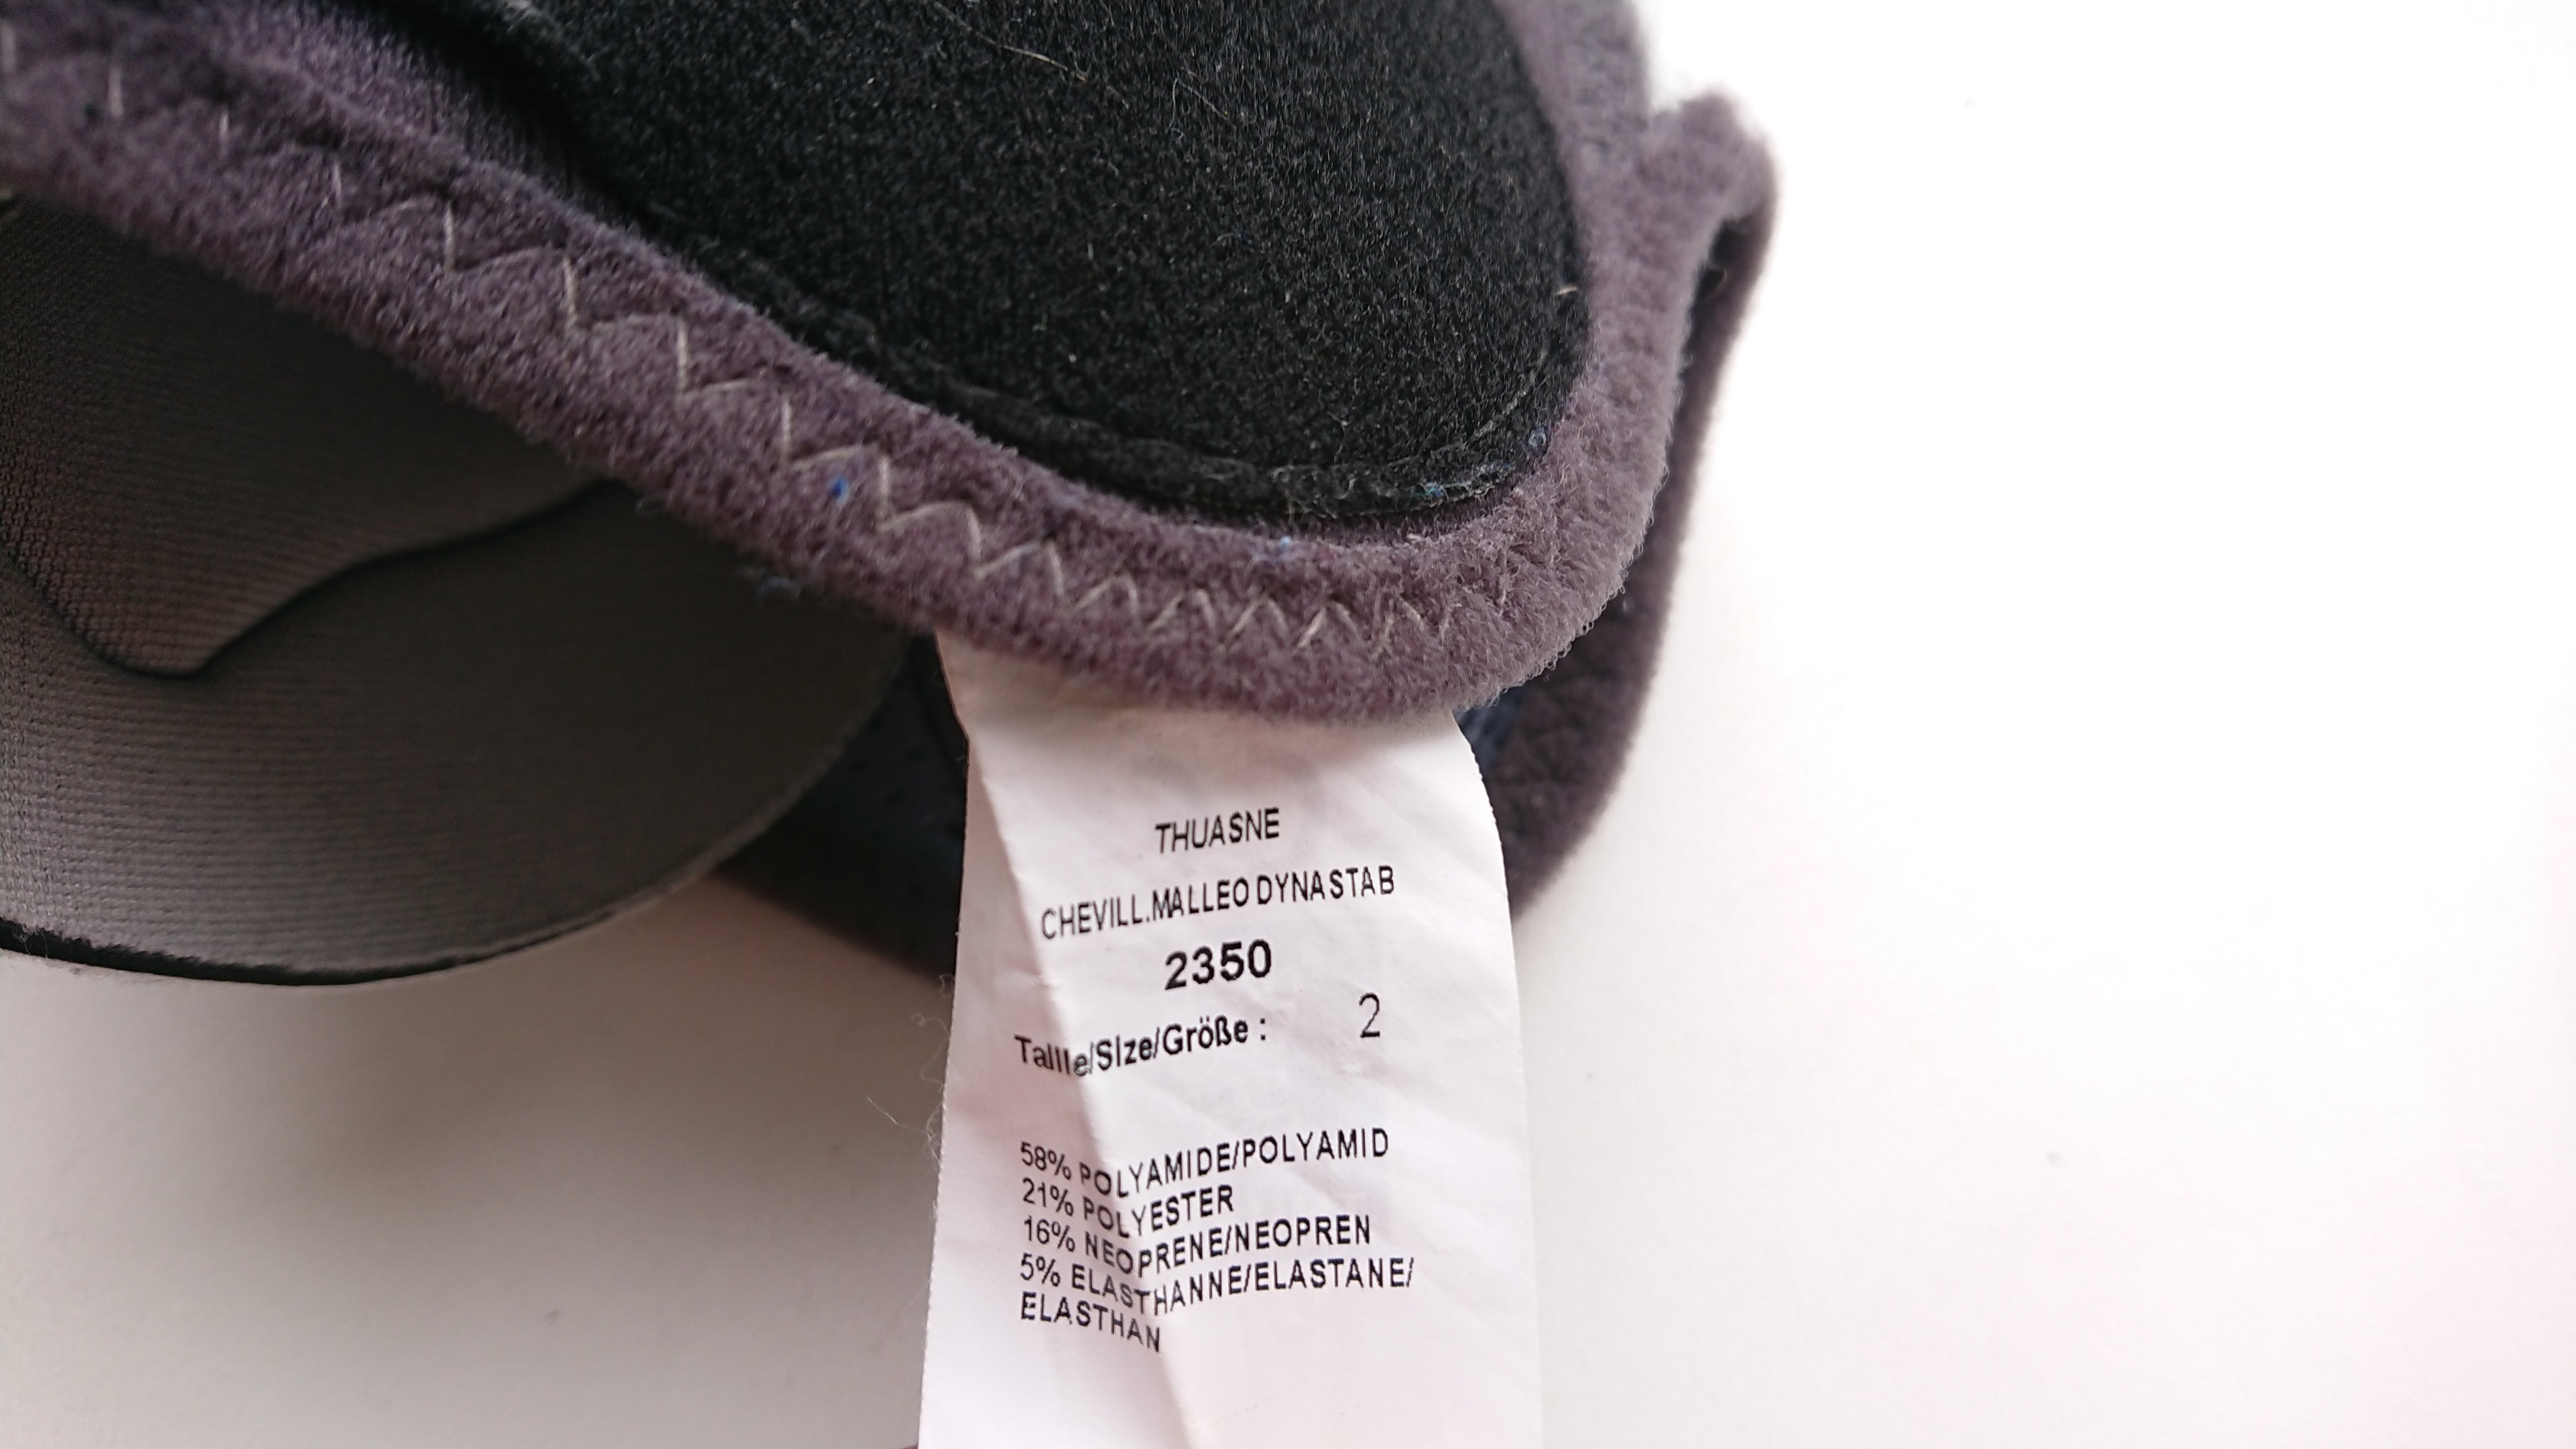 THUASNE
CHEVILL.MALLEO DYNASTAB
2350
Taille/Size/Größe : 2
58% POLYAMIDE/POLYAMID
21% POLYESTER
16% NEOPRENE/NEOPREN
5% ELASTHANNE/ELASTANE/
ELASTHAN